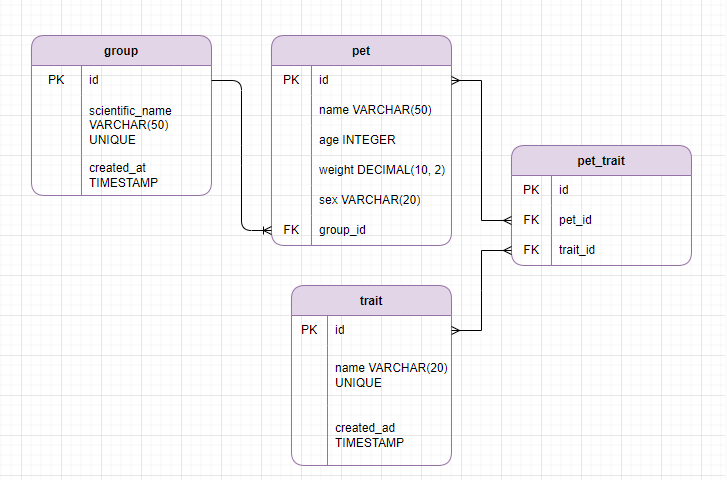 group
PK id
scientific_name
VARCHAR(50)
UNIQUE
created_at
TIMESTAMP
pet
PK id
name VARCHAR(50)
age INTEGER
weight DECIMAL(10, 2)
sex VARCHAR(20)
FK group_id
pet_trait
PK id
FK pet_id
FK trait_id
trait
PK id
name VARCHAR(20)
UNIQUE
created_ad
TIMESTAMP